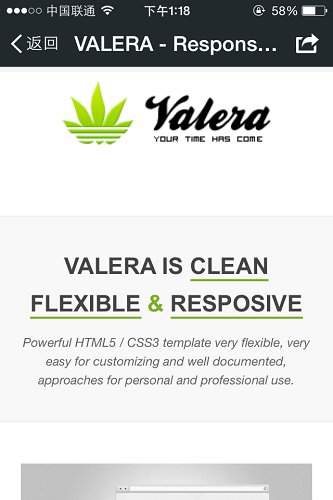 中国联通 下午1:18 58%
返回 VALERA - Respons...
Valera
YOUR TIME HAS COME
VALERA IS CLEAN
FLEXIBLE & RESPOSIVE
Powerful HTML5 / CSS3 template very flexible, very
easy for customizing and well documented,
approaches for personal and professional use.